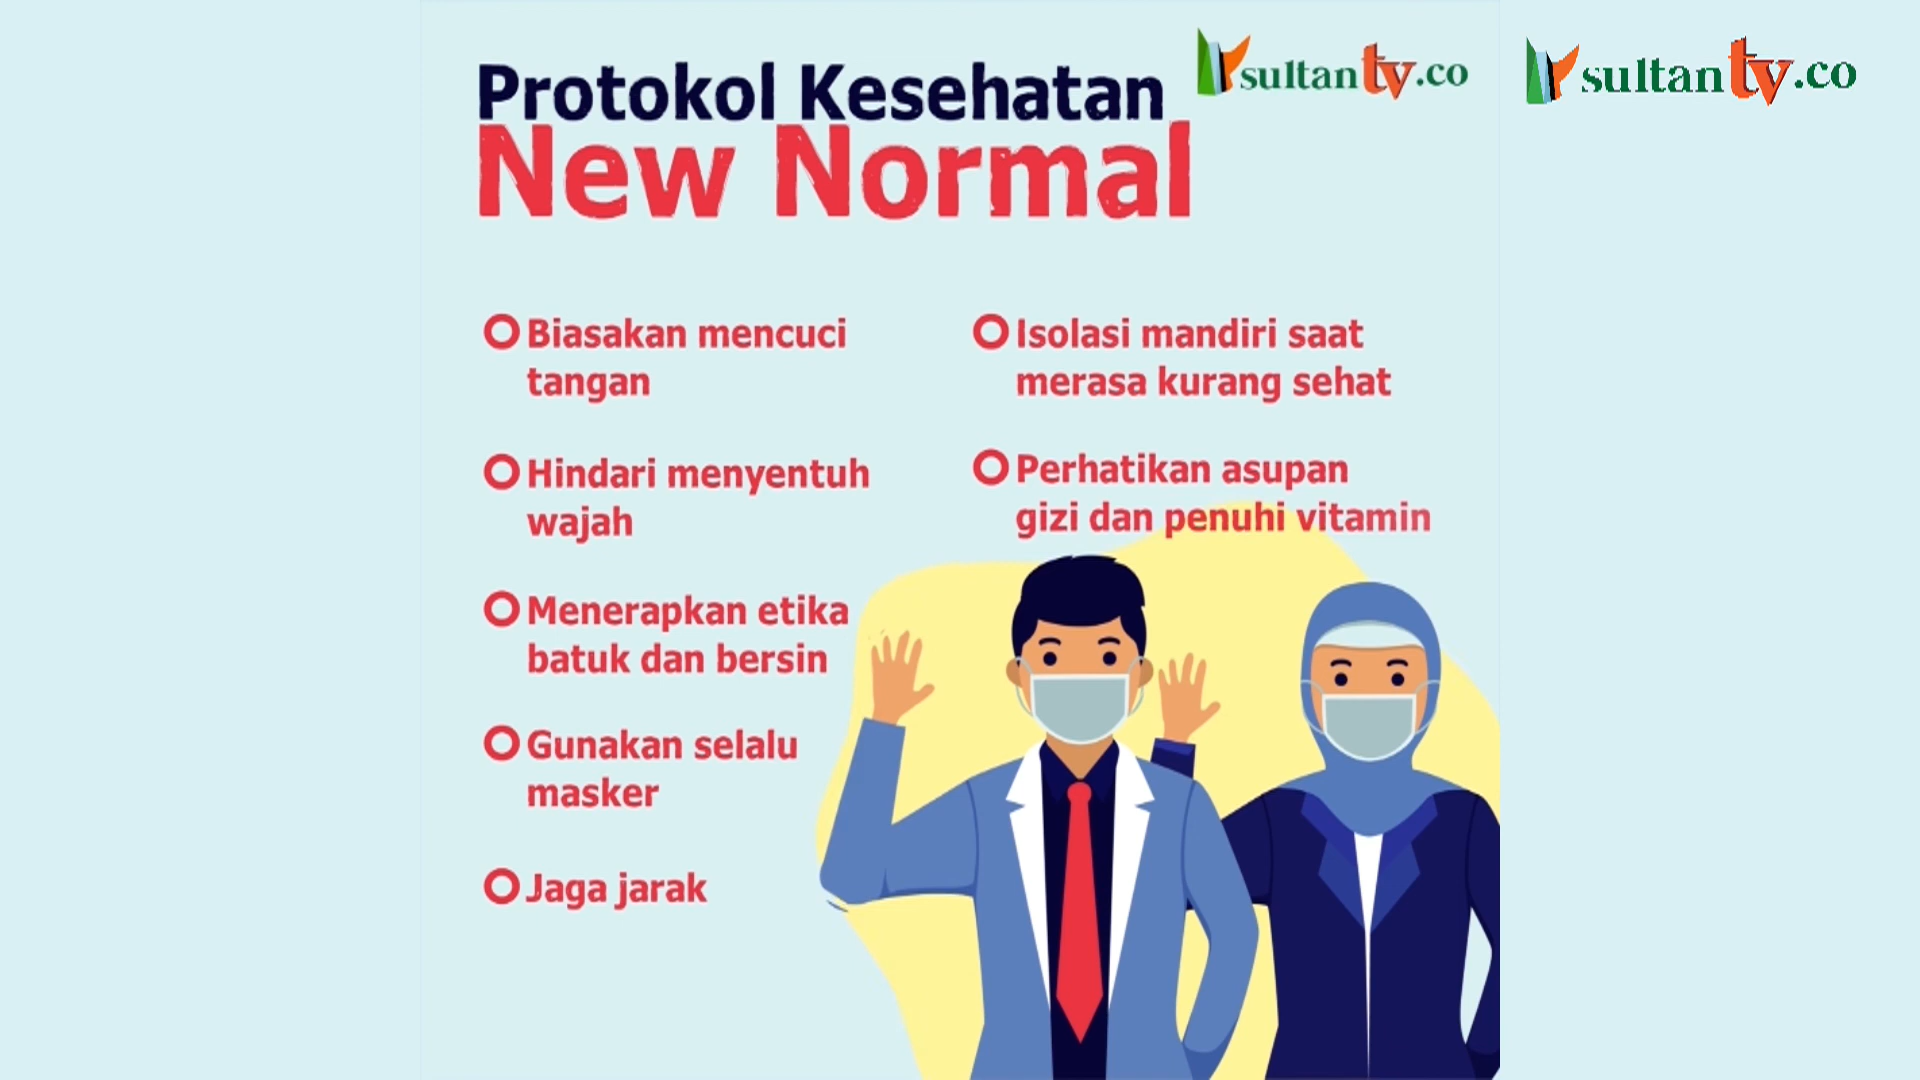 Protokol Kesehatan
New Normal
sultantv.co
sultantv.co
Biasakan mencuci
tangan
Hindari menyentuh
wajah
Menerapkan etika
batuk dan bersin
Gunakan selalu
masker
Jaga jarak
Isolasi mandiri saat
merasa kurang sehat
Perhatikan asupan
gizi dan penuhi vitamin